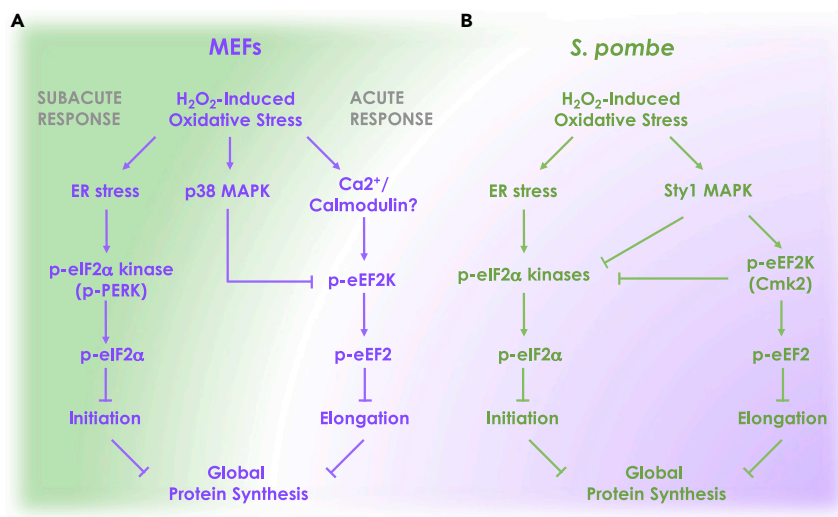 A
MEFs
SUBACUTE
RESPONSE
H₂O₂-Induced
Oxidative Stress
ACUTE
RESPONSE
ER stress
p38 MAPK
Ca2⁺/
Calmodulin?
p-eIF2α kinase
(p-PERK)
p-eEF2K
p-eIF2α
p-eEF2
Initiation
Elongation
Global
Protein Synthesis
B
S. pombe
H₂O₂-Induced
Oxidative Stress
ER stress
Sty1 MAPK
p-eIF2α kinases
p-eEF2K
(Cmk2)
p-eIF2α
p-eEF2
Initiation
Elongation
Global
Protein Synthesis